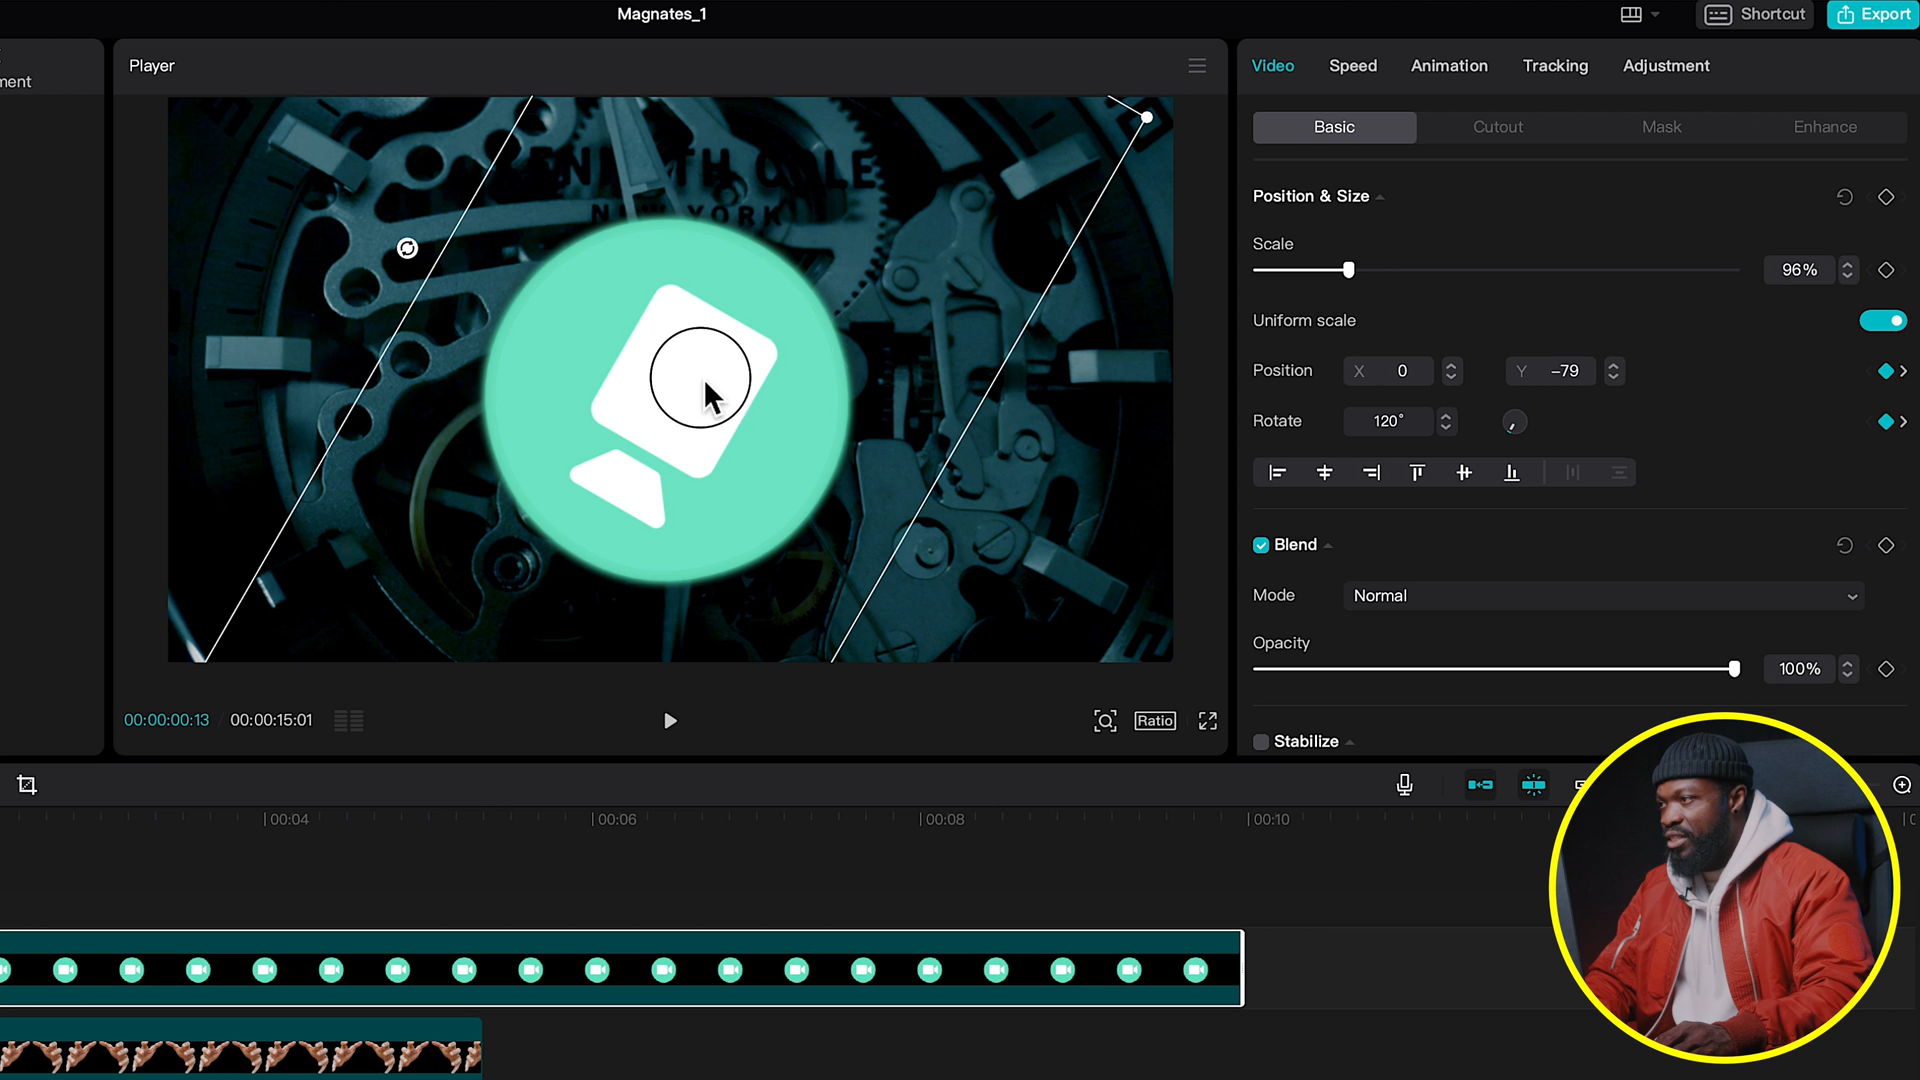 Magnates_1
Shortcut
Export
ment
Player
Video
Speed
Animation
Tracking
Adjustment
Basic
Cutout
Mask
Enhance
NEW YORK
Position & Size
Scale
96%
Uniform scale
Position
X 0
Y -79
Rotate
120°
Blend
Mode
Normal
Opacity
100%
Stabilize
00:00:00:13
00:00:15:01
Ratio
00:04
00:06
00:08
00:10